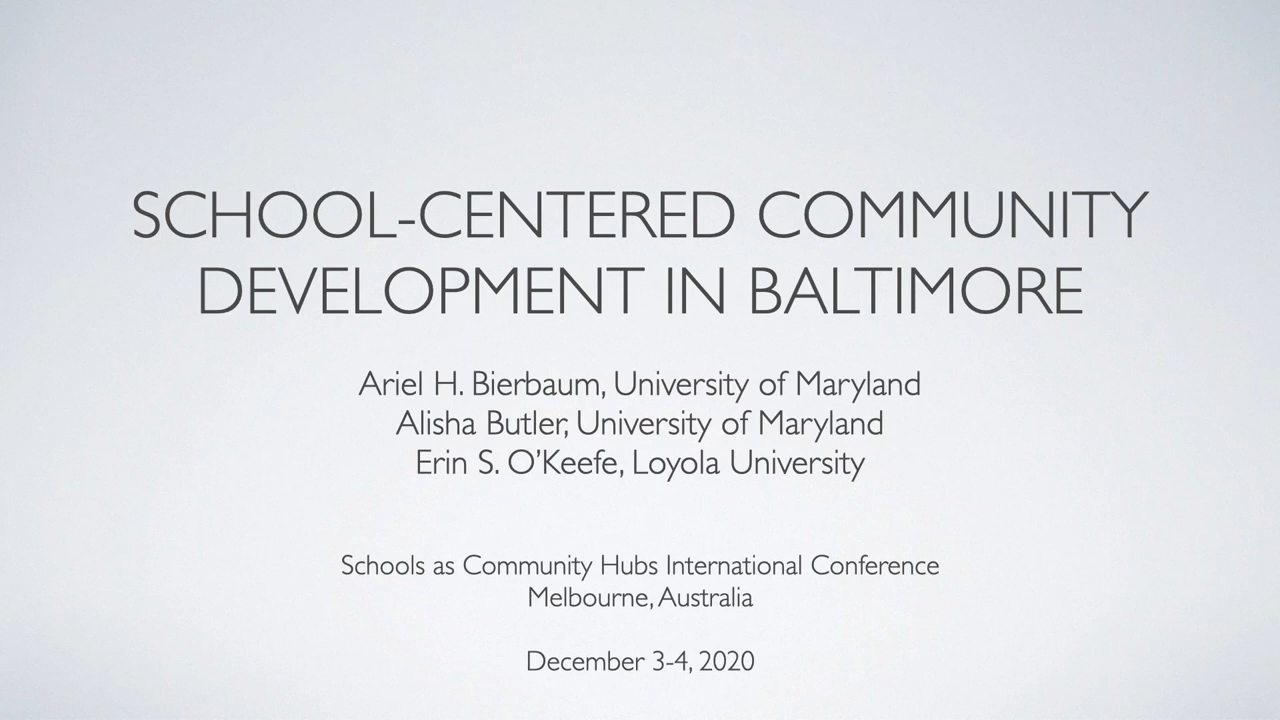 SCHOOL-CENTERED COMMUNITY
DEVELOPMENT IN BALTIMORE
Ariel H. Bierbaum, University of Maryland
Alisha Butler, University of Maryland
Erin S. O’Keefe, Loyola University
Schools as Community Hubs International Conference
Melbourne, Australia
December 3-4, 2020